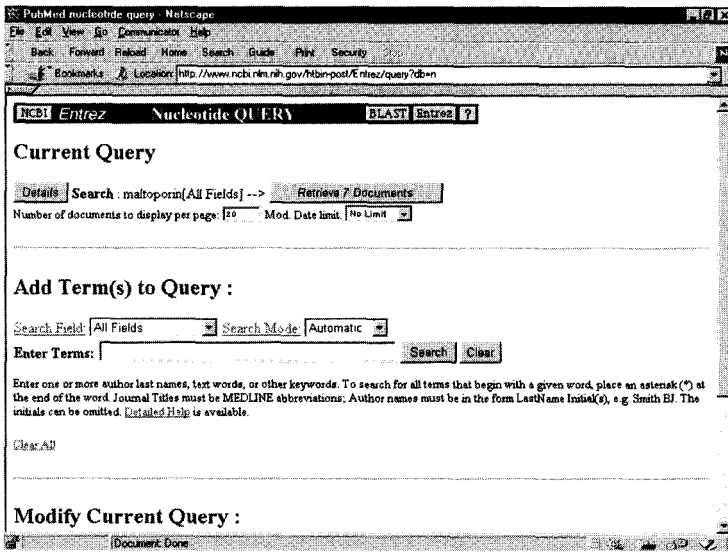 PubMed nucleotide query - Netscape
File Edit View Go Communicator Help
Back Forward Reload Home Search Guide Print Security Stop
Bookmarks Location: http://www.ncbi.nlm.nih.gov/htbin-post/Entrez/query?db=n
NCBI Entrez Nucleotide QUERY BLAST Entrez ?
Current Query
Details Search : maltoporin[All Fields] --> Retrieve 7 Documents
Number of documents to display per page: 20 Mod. Date limit: No Limit
Add Term(s) to Query :
Search Field: All Fields Search Mode: Automatic
Enter Terms: Search Clear
Enter one or more author last names, text words, or other keywords. To search for all terms that begin with a given word, place an asterisk (*) at
the end of the word. Journal Titles must be MEDLINE abbreviations; Author names must be in the form LastName Initial(s), e.g. Smith BJ. The
initials can be omitted. Detailed Help is available.
Clear All
Modify Current Query :
Document: Done